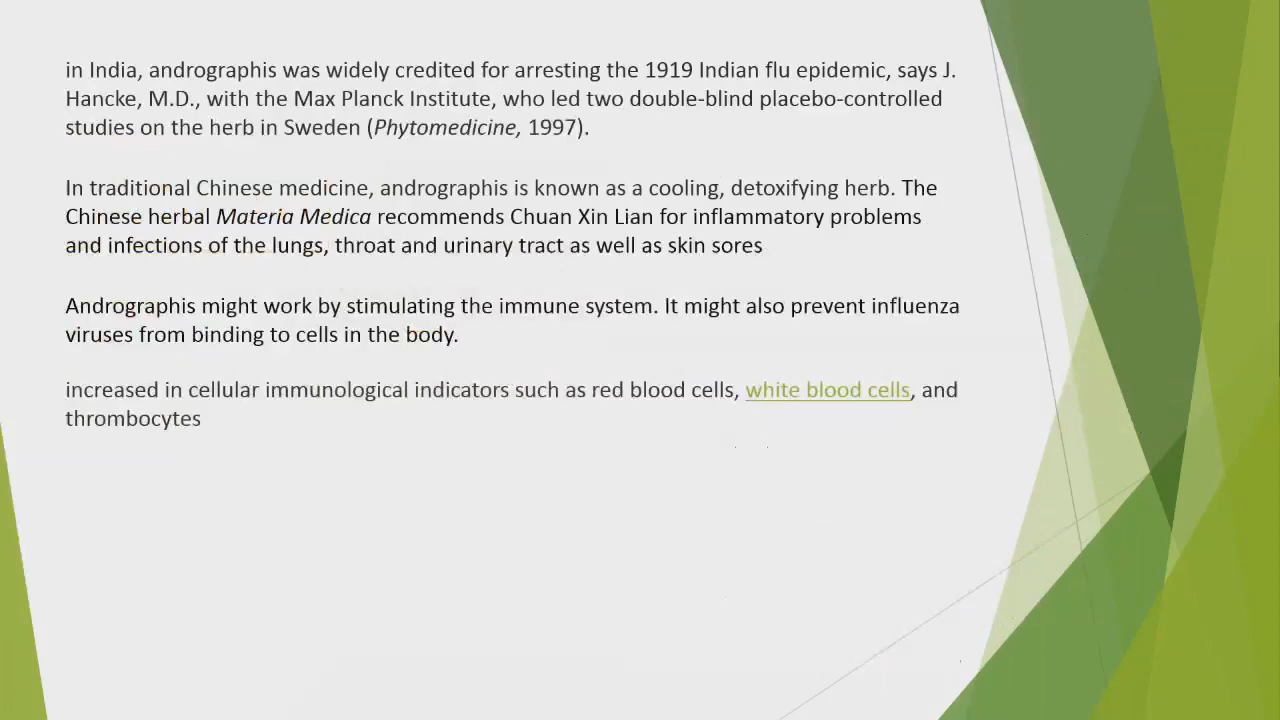 in India, andrographis was widely credited for arresting the 1919 Indian flu epidemic, says J.
Hancke, M.D., with the Max Planck Institute, who led two double-blind placebo-controlled
studies on the herb in Sweden (Phytomedicine, 1997).
In traditional Chinese medicine, andrographis is known as a cooling, detoxifying herb. The
Chinese herbal Materia Medica recommends Chuan Xin Lian for inflammatory problems
and infections of the lungs, throat and urinary tract as well as skin sores
Andrographis might work by stimulating the immune system. It might also prevent influenza
viruses from binding to cells in the body.
increased in cellular immunological indicators such as red blood cells, white blood cells, and
thrombocytes